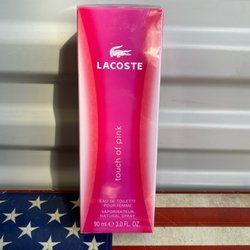 LACOSTE
touch of pink
EAU DE TOILETTE
POUR FEMME
VAPORISATEUR
NATURAL SPRAY
90 ml e 3.0 FL. OZ.